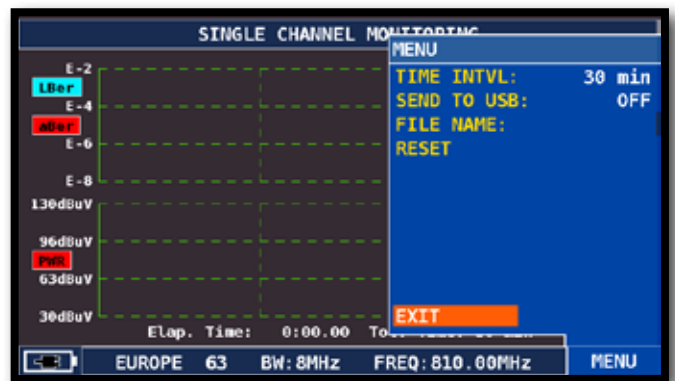 SINGLE CHANNEL
MENU
TIME INTVL: 30 min
SEND TO USB: OFF
FILE NAME:
RESET
E-2
LBer
E-4
aBer
E-6
E-8
130dBuV
96dBuV
PWR
63dBuV
30dBuV
EXIT
Elap. Time: 0:00.00
EUROPE 63 BW:8MHz FREQ:810.00MHz MENU